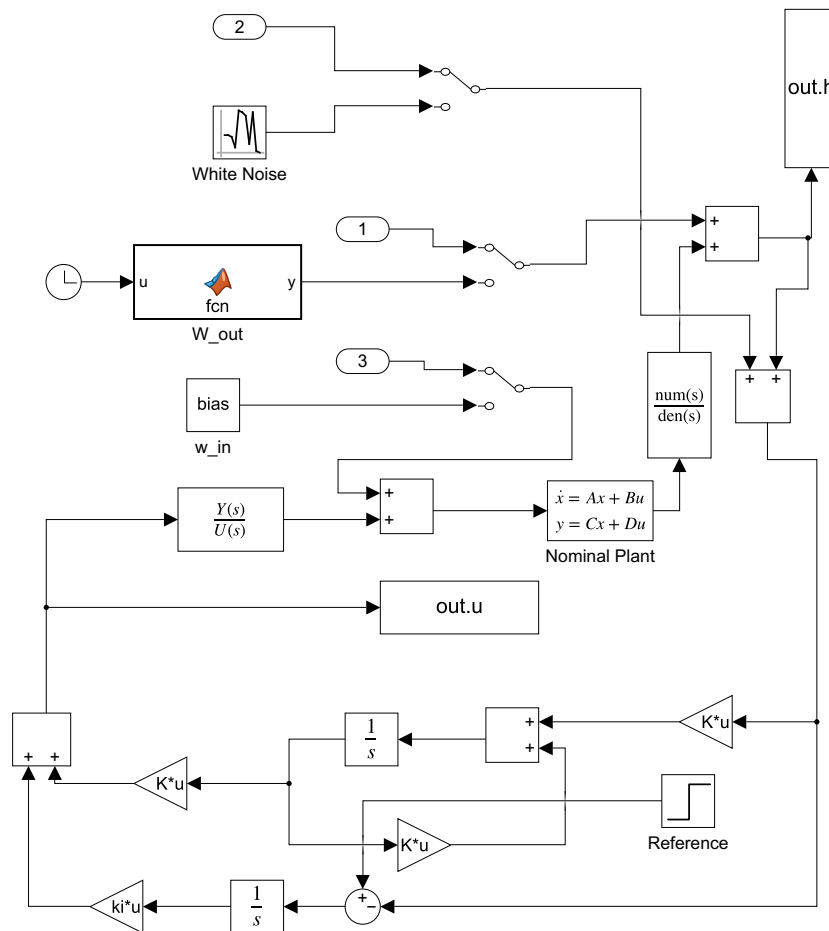 2
out.h
White Noise
1
+
+
u
fcn
y
W_out
3
+ +
num(s)
den(s)
bias
w_in
+
+
Y(s)
U(s)
ẋ = Ax + Bu
y = Cx + Du
Nominal Plant
out.u
+
+
1
s
K*u
+ +
K*u
K*u
Reference
+
−
ki*u
1
s